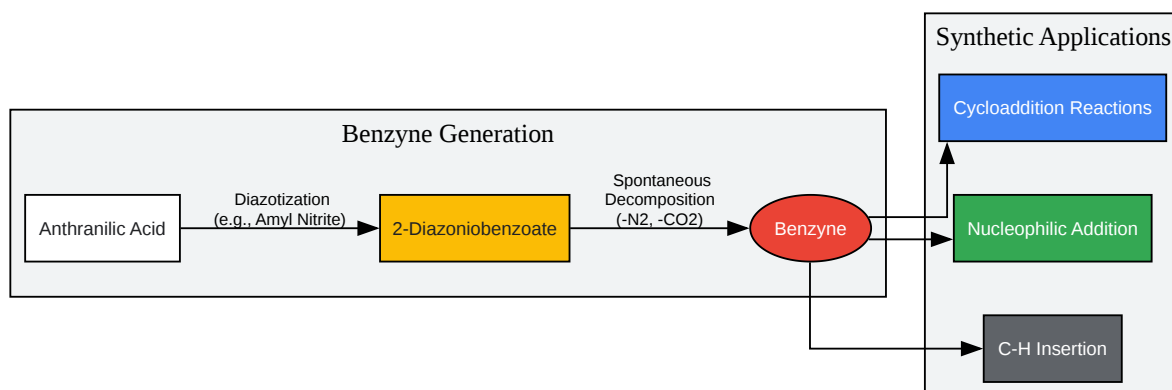 Synthetic Applications
Cycloaddition Reactions
Benzyne Generation
Anthranilic Acid
Diazotization
(e.g., Amyl Nitrite)
2-Diazoniobenzoate
Spontaneous
Decomposition
(-N2, -CO2)
Benzyne
Nucleophilic Addition
C-H Insertion